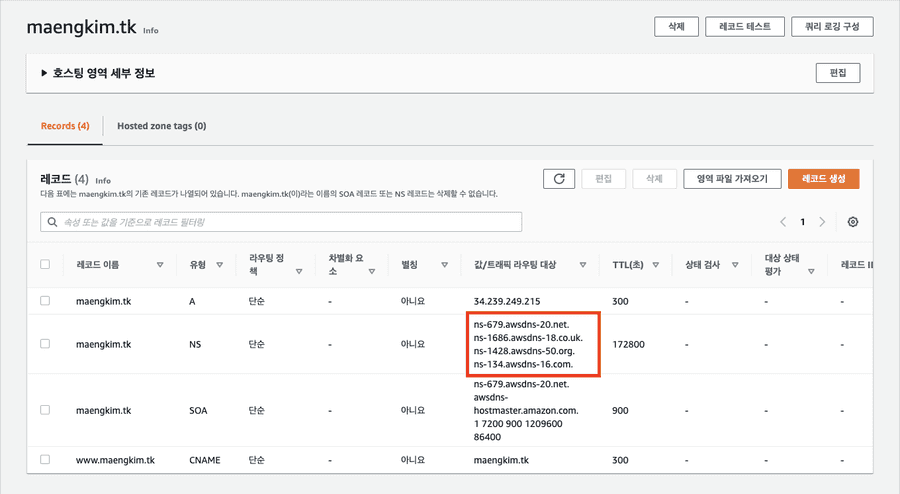 maengkim.tk Info
삭제 레코드 테스트 쿼리 로깅 구성
▶ 호스팅 영역 세부 정보 편집
Records (4) Hosted zone tags (0)
레코드 (4) Info
다음 표에는 maengkim.tk의 기존 레코드가 나열되어 있습니다. maengkim.tk(이)라는 이름의 SOA 레코드 또는 NS 레코드는 삭제할 수 없습니다.
편집 삭제 영역 파일 가져오기 레코드 생성
속성 또는 값을 기준으로 레코드 필터링
1
레코드 이름 유형 라우팅 정책 차별화 요소 별칭 값/트래픽 라우팅 대상 TTL(초) 상태 검사 대상 상태 평가 레코드 ID
maengkim.tk A 단순 - 아니요 34.239.249.215 300 - - -
maengkim.tk NS 단순 - 아니요 ns-679.awsdns-20.net.
ns-1686.awsdns-18.co.uk.
ns-1428.awsdns-50.org.
ns-134.awsdns-16.com.
172800 - - -
maengkim.tk SOA 단순 - 아니요 ns-679.awsdns-20.net.
awsdns-
hostmaster.amazon.com.
1 7200 900 1209600
86400
900 - - -
www.maengkim.tk CNAME 단순 - 아니요 maengkim.tk 300 - - -